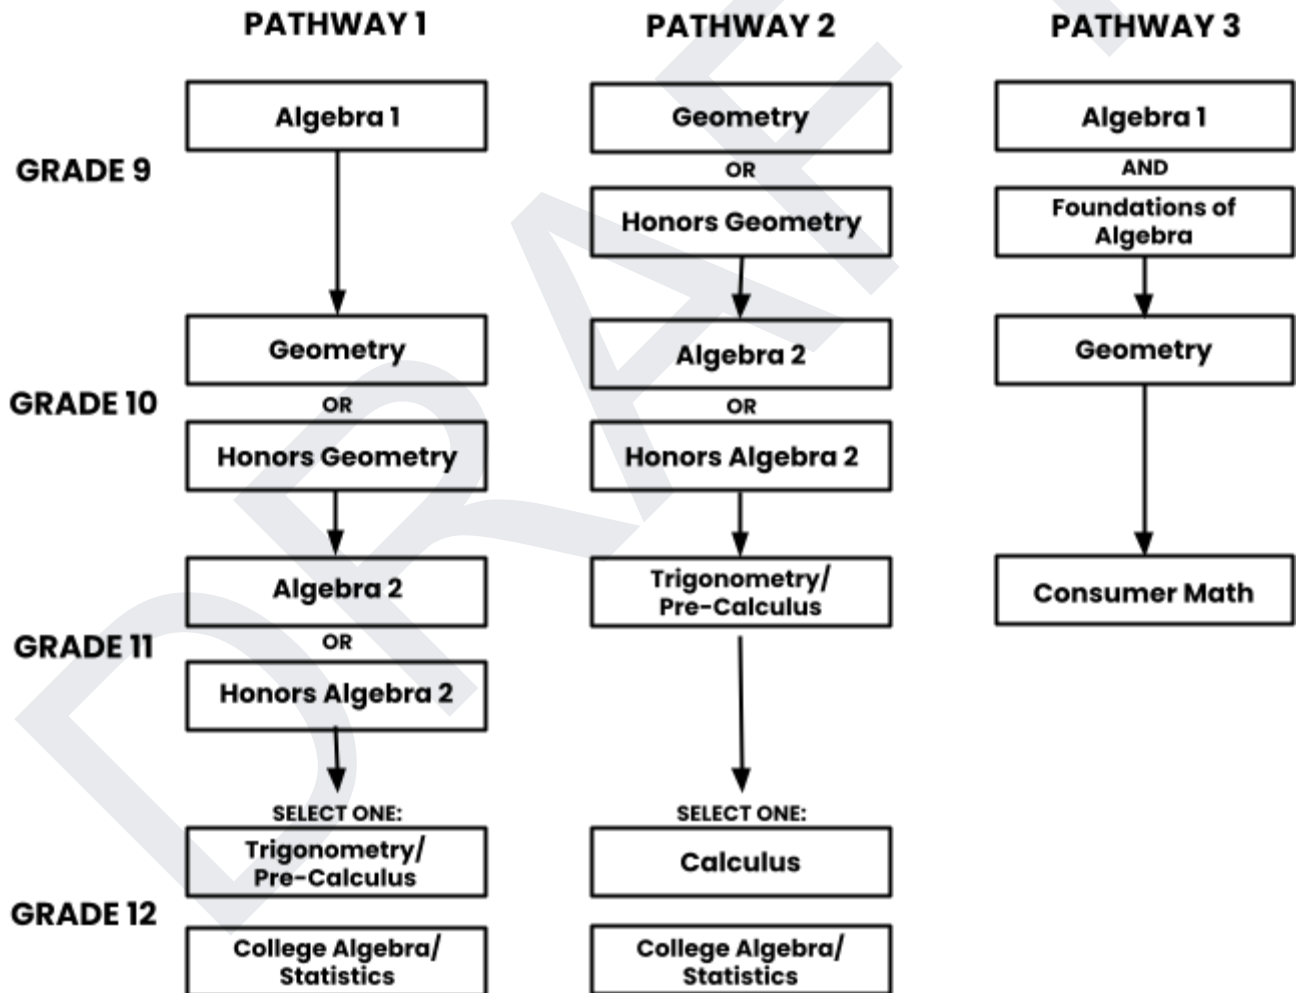 PATHWAY 1
PATHWAY 2
PATHWAY 3
GRADE 9
Algebra 1
Geometry
OR
Honors Geometry
Algebra 1
AND
Foundations of
Algebra
GRADE 10
Geometry
OR
Honors Geometry
Algebra 2
OR
Honors Algebra 2
Geometry
GRADE 11
Algebra 2
OR
Honors Algebra 2
Trigonometry/
Pre-Calculus
Consumer Math
GRADE 12
SELECT ONE:
Trigonometry/
Pre-Calculus
College Algebra/
Statistics
SELECT ONE:
Calculus
College Algebra/
Statistics
DRAFT